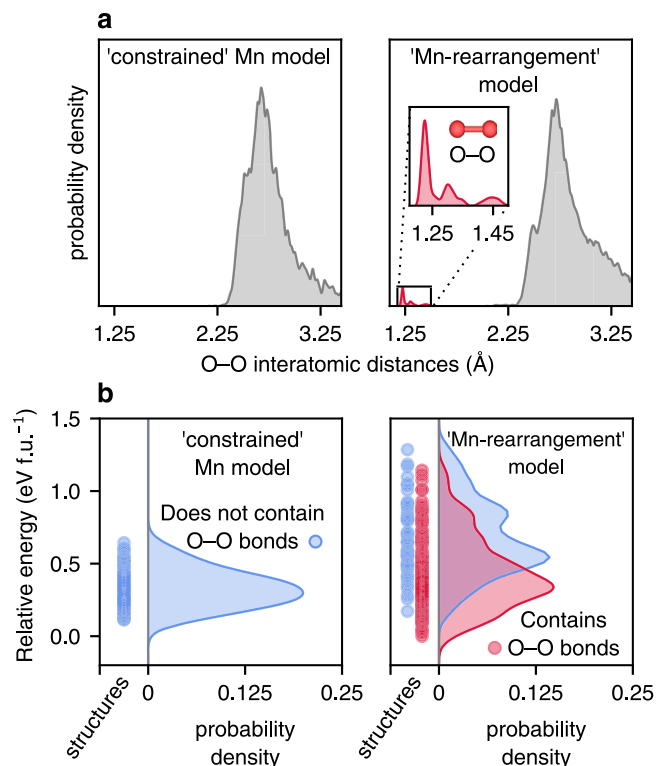 a
'constrained' Mn model
'Mn-rearrangement'
model
probability density
O–O
1.25
1.45
1.25
2.25
3.25
1.25
2.25
3.25
O–O interatomic distances (Å)
b
Relative energy (eV f.u.⁻¹)
1.5
1.0
0.5
0.0
'constrained'
Mn model
Does not contain
O–O bonds
'Mn-rearrangement'
model
Contains
O–O bonds
structures
0
0.125
0.25
probability
density
structures
0
0.125
0.25
probability
density